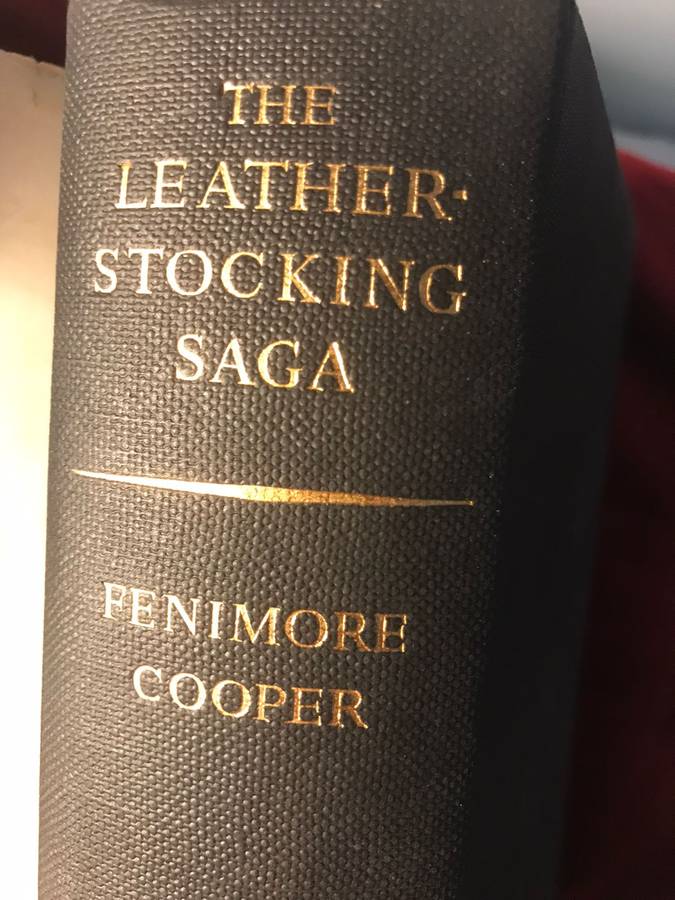 THE
LEATHER-
STOCKING
SAGA
FENIMORE
COOPER